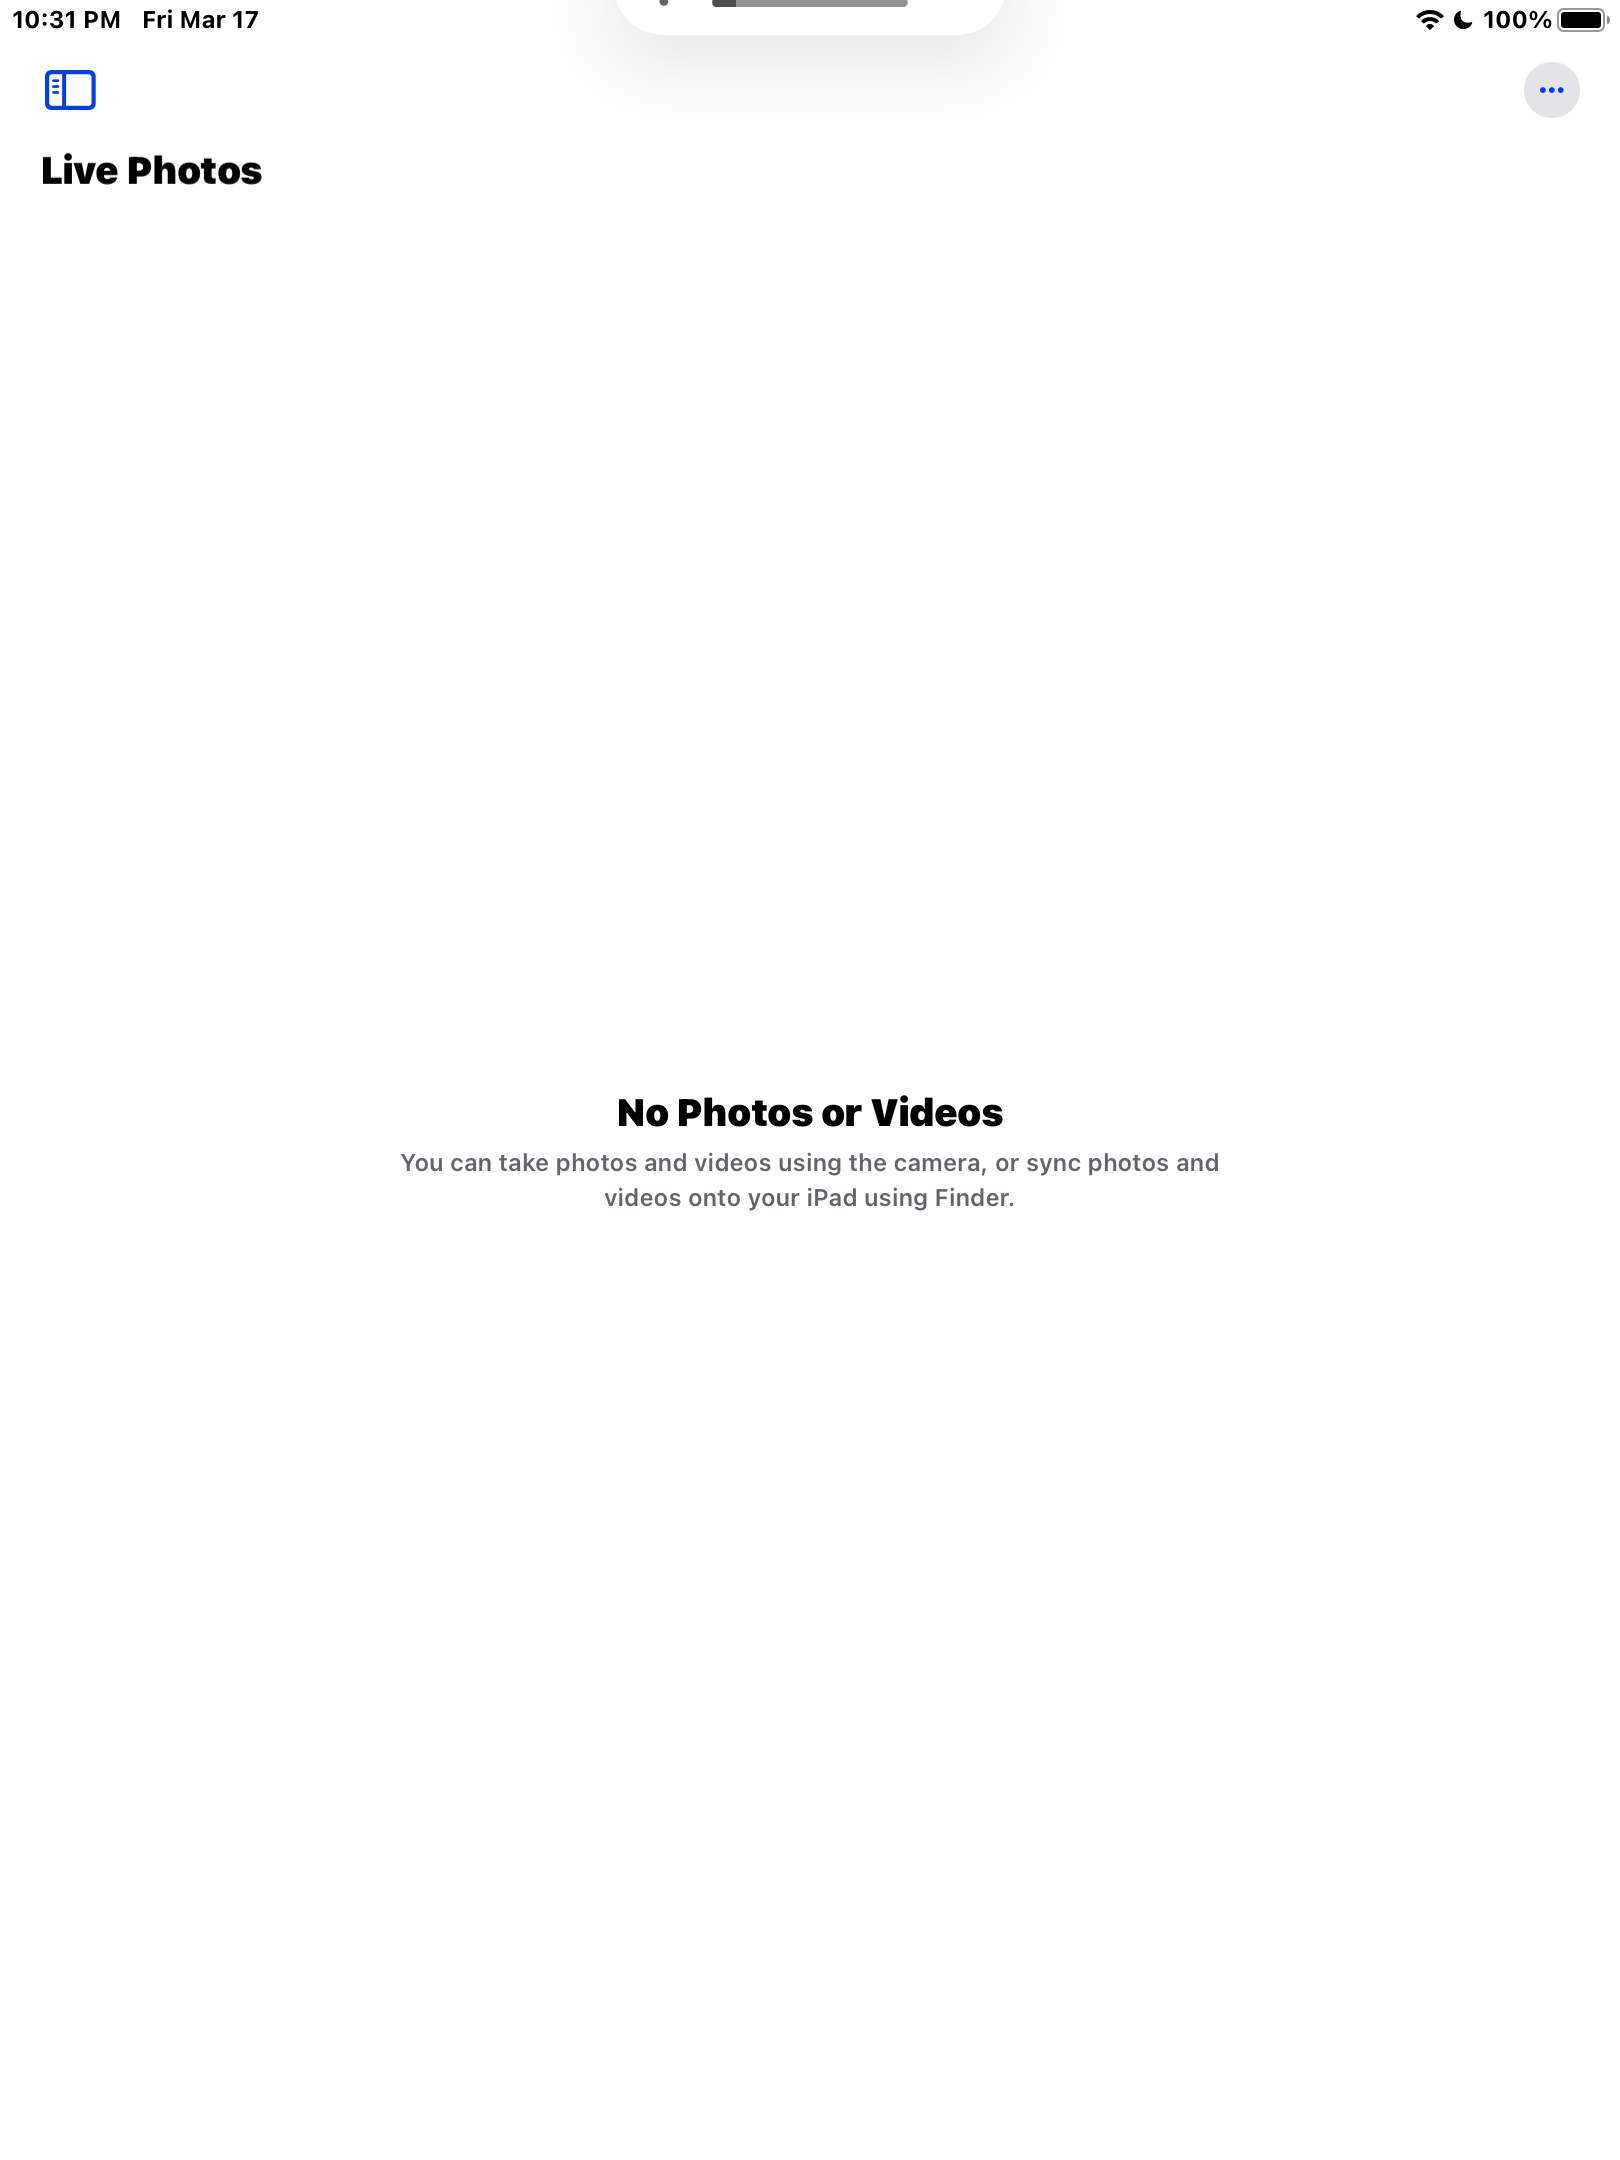 10:31 PM Fri Mar 17
100%
Live Photos
No Photos or Videos
You can take photos and videos using the camera, or sync photos and
videos onto your iPad using Finder.